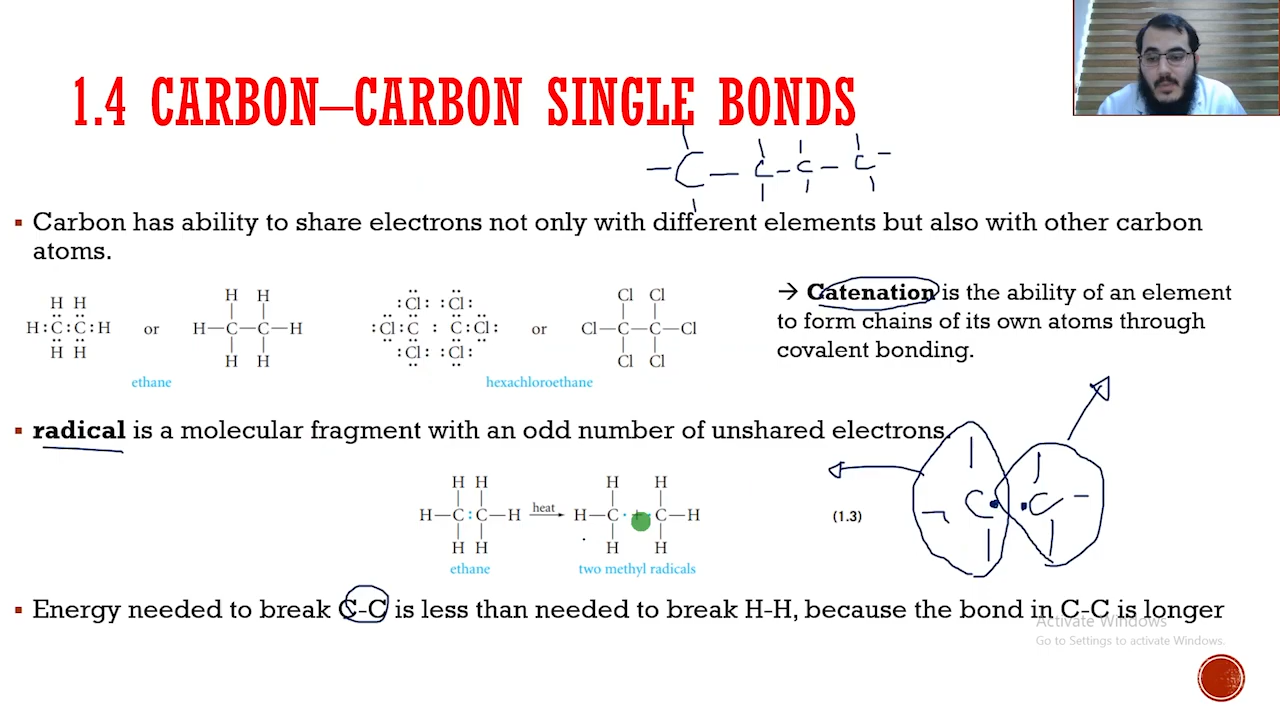 1.4 CARBON–CARBON SINGLE BONDS
C – C – C – C
▪ Carbon has ability to share electrons not only with different elements but also with other carbon
atoms.
→ Catenation is the ability of an element
to form chains of its own atoms through
covalent bonding.
H H
H:C:C:H
H H
or
H H
H—C—C—H
H H
ethane
:Cl: :Cl:
:Cl:C : C:Cl:
:Cl: :Cl:
or
Cl Cl
Cl—C—C—Cl
Cl Cl
hexachloroethane
▪ radical is a molecular fragment with an odd number of unshared electrons.
H H
H—C:C—H
H H
ethane
heat
H H
H—C· + ·C—H
H H
two methyl radicals
(1.3)
C· ·C
▪ Energy needed to break C-C is less than needed to break H-H, because the bond in C-C is longer
Activate Windows
Go to Settings to activate Windows.